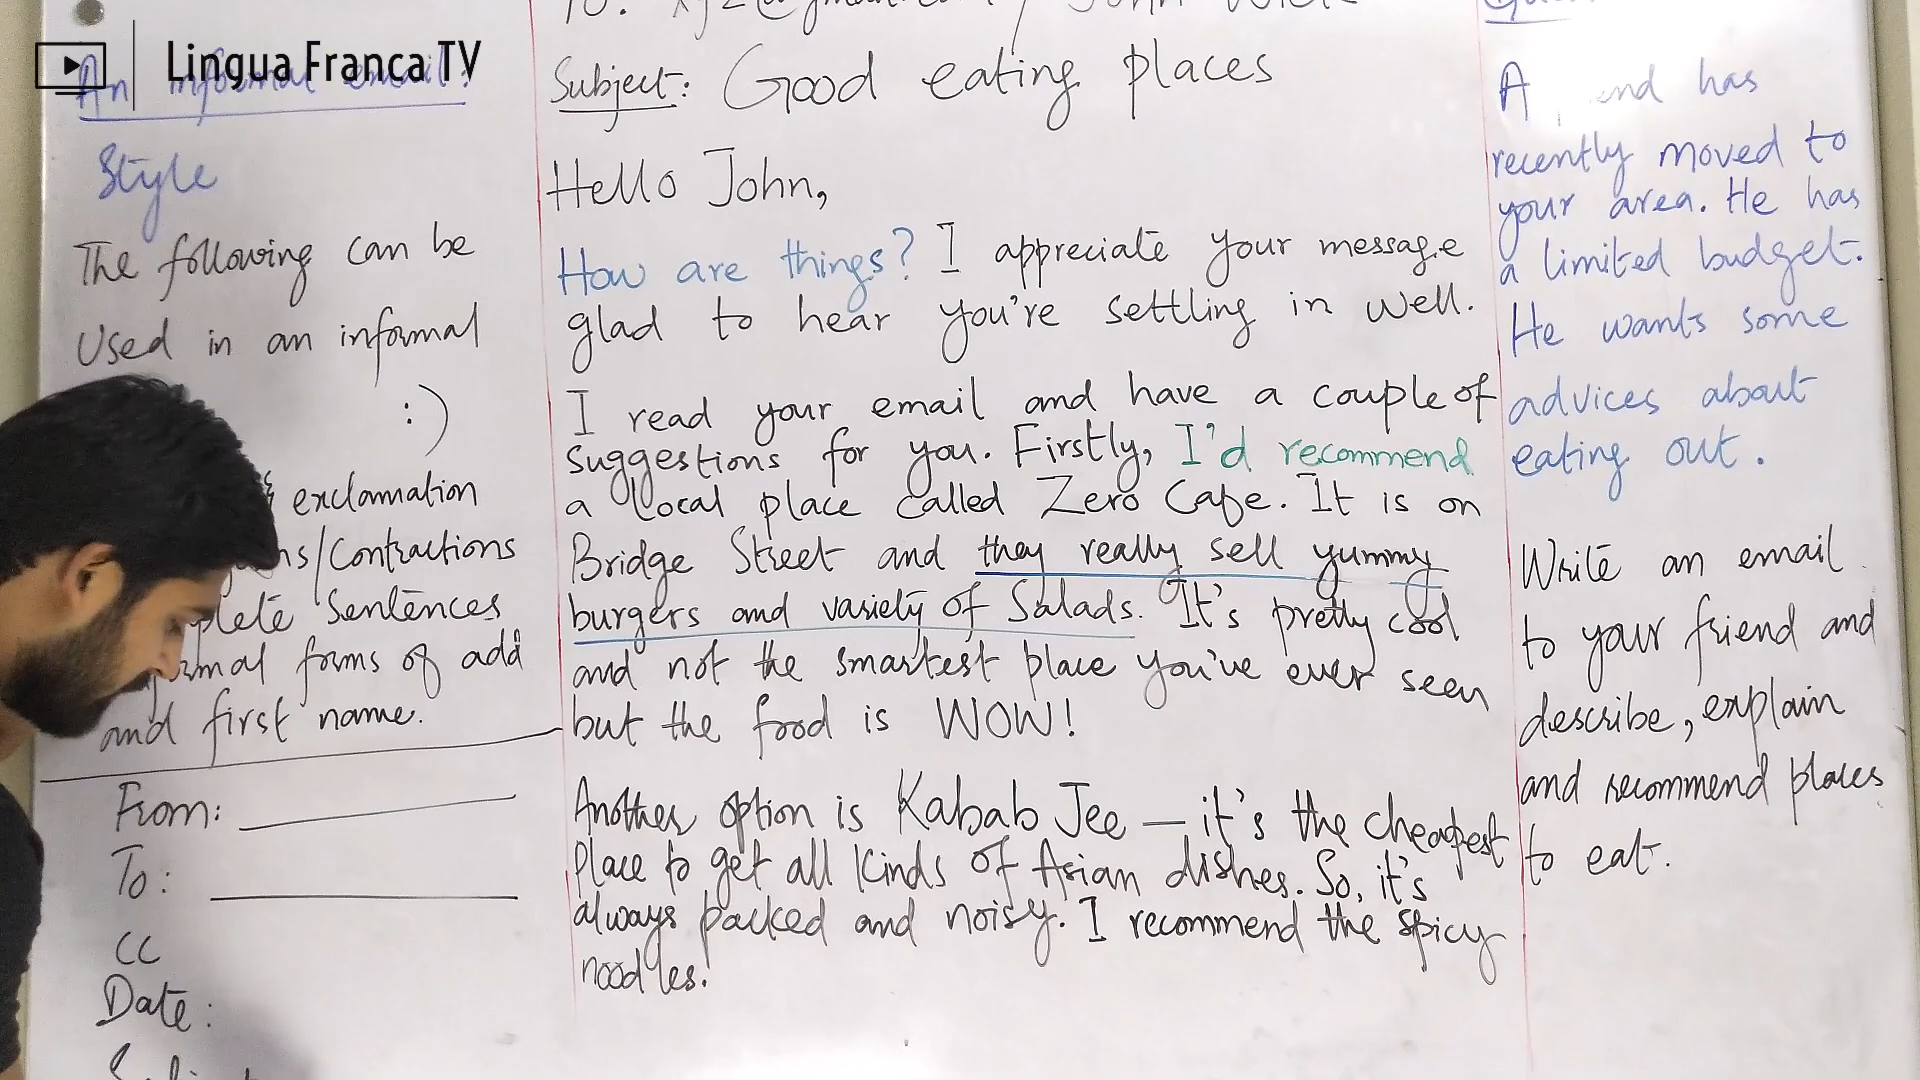 Lingua Franca TV
An informal email:
Style
The following can be
Used in an informal
:)
exclamation
/Contractions
Sentences
forms of add
and first name.
From:
To:
CC
Date:
Subject: Good eating places
Hello John,
How are things? I appreciate your message
glad to hear you're settling in well.
I read your email and have a couple of
suggestions for you. Firstly, I'd recommend
a local place called Zero Cafe. It is on
Bridge Street and they really sell yummy
burgers and variety of Salads. It's pretty cool
and not the smartest place you've ever seen
but the food is WOW!
Another option is Kabab Jee – it's the cheapest
Place to get all kinds of Asian dishes. So, it's
always packed and noisy. I recommend the spicy
noodles.
A has
recently moved to
your area. He has
a limited budget.
He wants some
advices about
eating out.
Write an email
to your friend and
describe, explain
and recommend places
to eat.